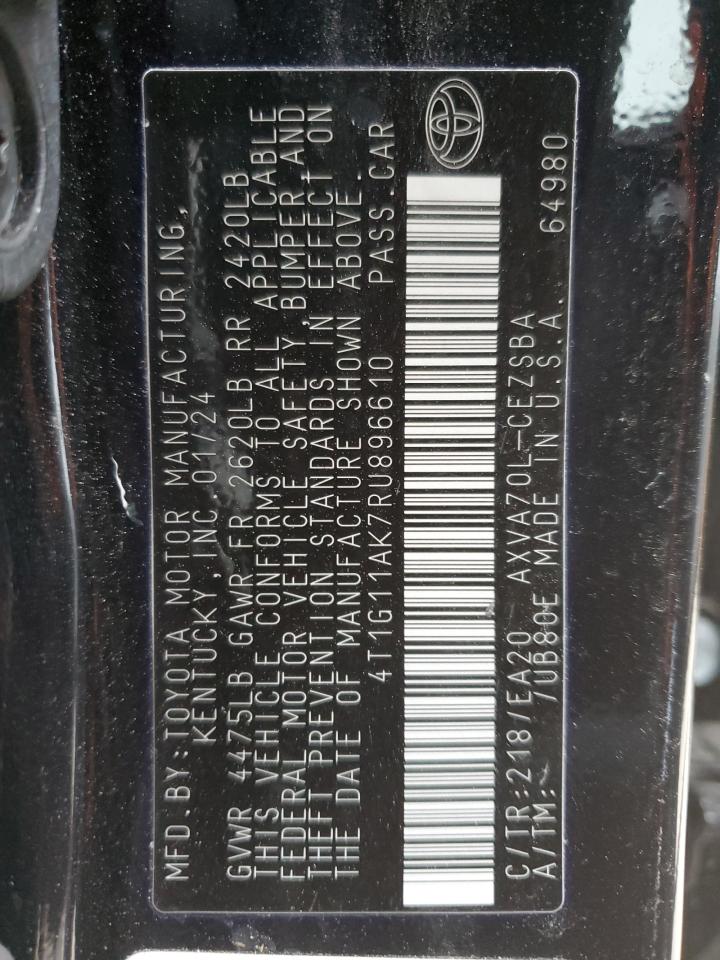 MFD.BY:TOYOTA MOTOR MANUFACTURING,
KENTUCKY,INC. 01/24
GVWR 4475LB GAWR FR 2620LB RR 2420LB
THIS VEHICLE CONFORMS TO ALL APPLICABLE
FEDERAL MOTOR VEHICLE SAFETY,BUMPER AND
THEFT PREVENTION STANDARDS IN EFFECT ON
THE DATE OF MANUFACTURE SHOWN ABOVE.
4T1G11AK7RU896610 PASS.CAR
C/TR:218/EA20 AXVA70L-CEZSBA
A/TM:- /UB80E MADE IN U.S.A. 64980